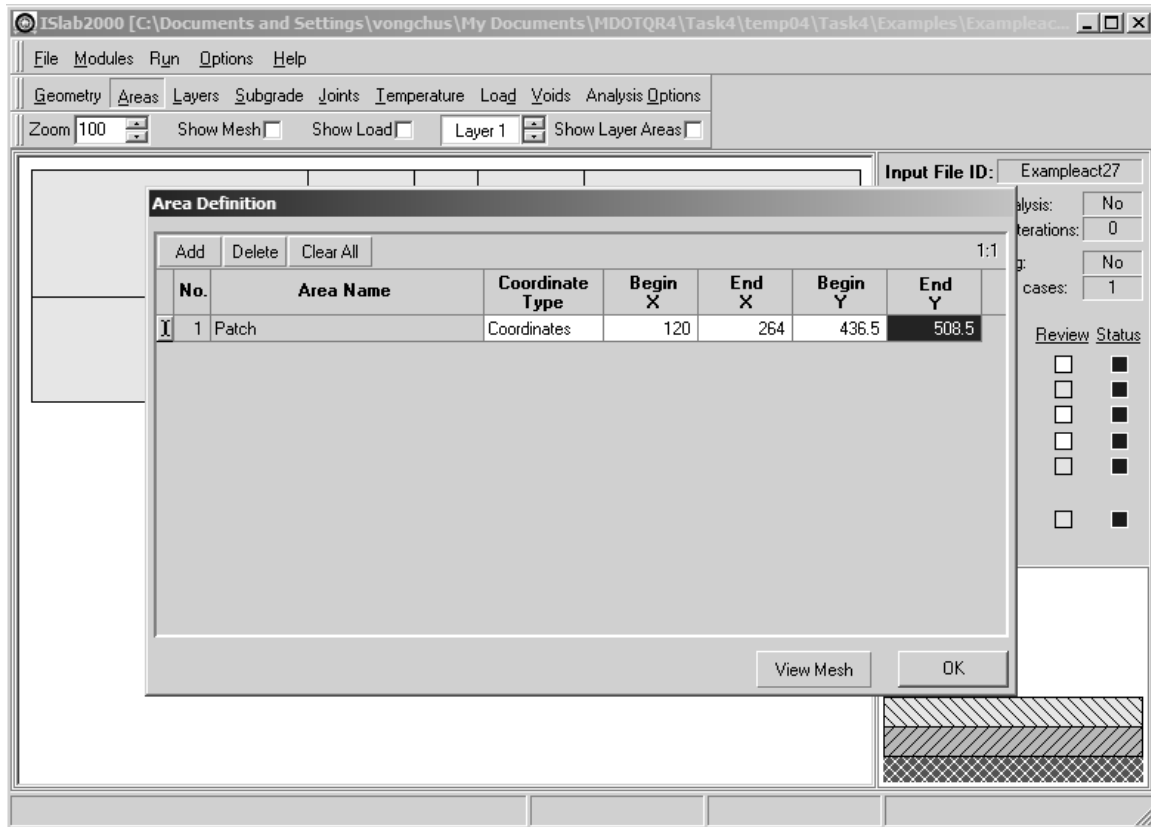 ISlab2000 [C:\Documents and Settings\vongchus\My Documents\MDOTQR4\Task4\temp04\Task4\Examples\Exampleac...
File Modules Run Options Help
Geometry Areas Layers Subgrade Joints Temperature Load Voids Analysis Options
Zoom 100 Show Mesh Show Load Layer 1 Show Layer Areas
Input File ID: Exampleact27
Area Definition
alysis: No
terations: 0
g: No
cases: 1
Review Status
Add Delete Clear All 1:1
No. Area Name Coordinate Type Begin X End X Begin Y End Y
1 Patch Coordinates 120 264 436.5 508.5
View Mesh OK